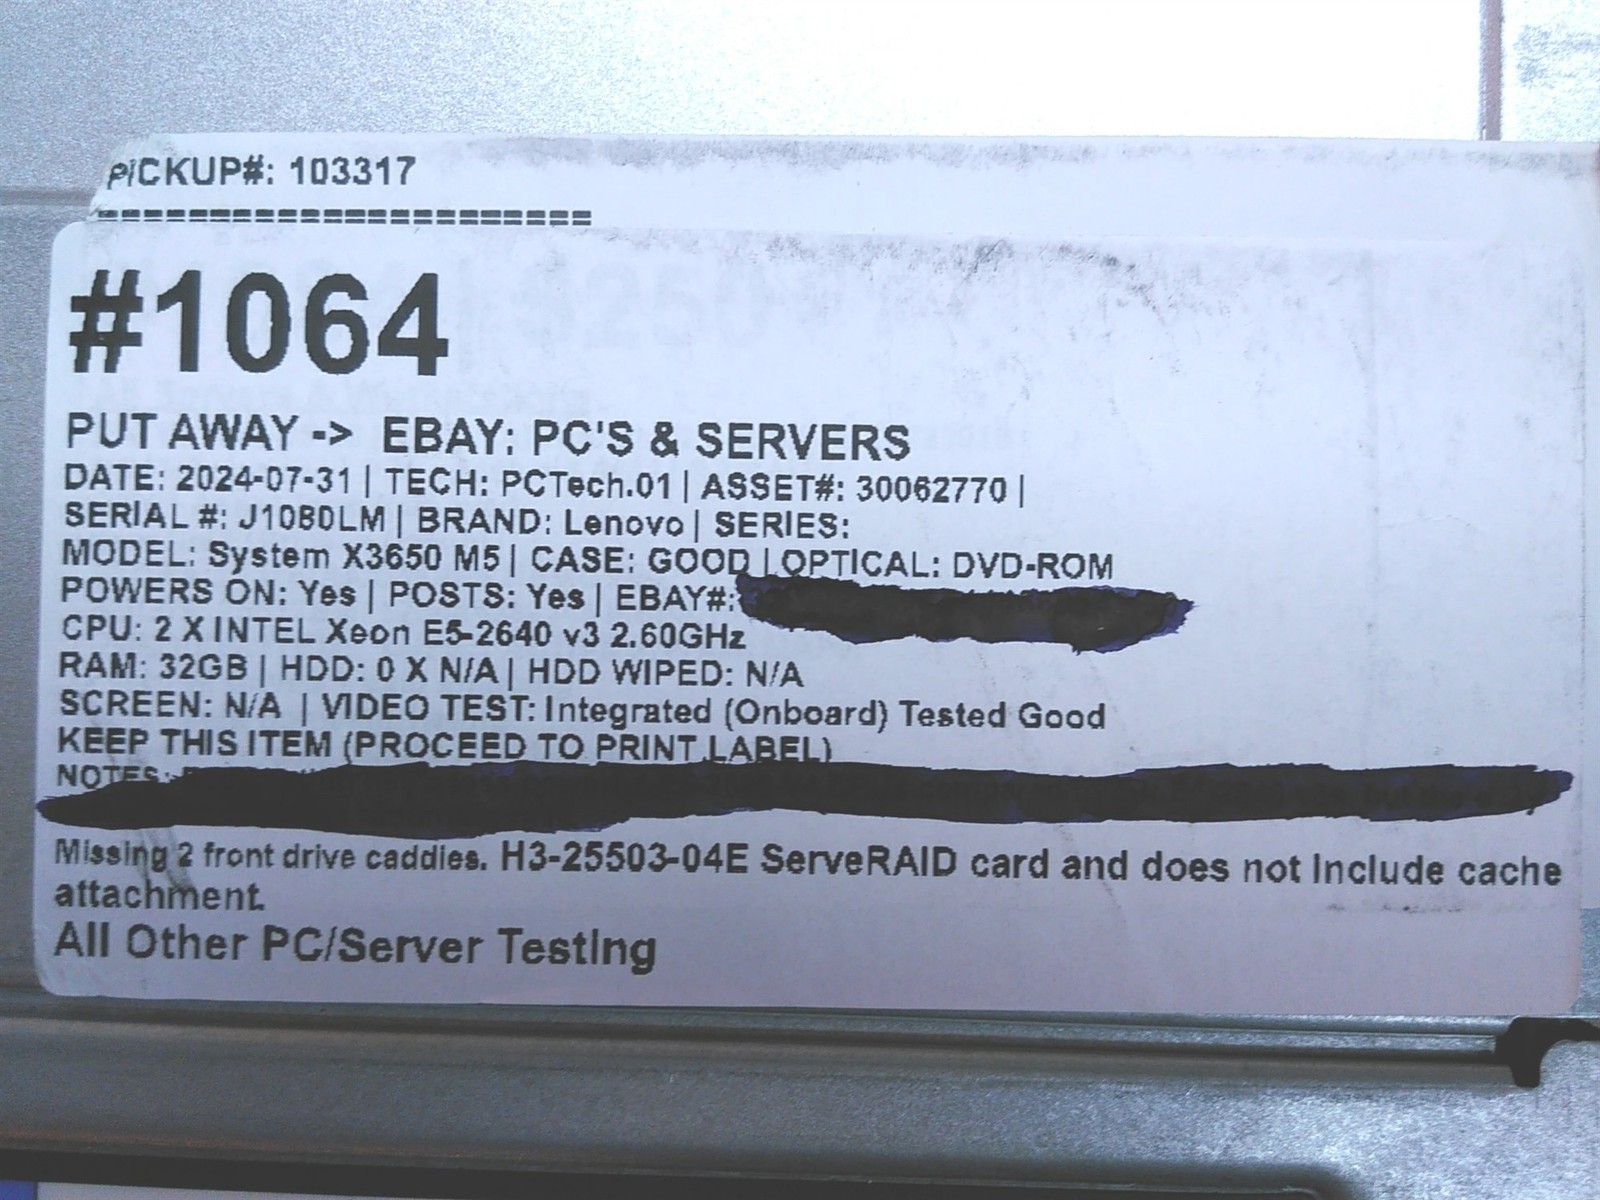 PICKUP#: 103317
======================
#1064
PUT AWAY -> EBAY: PC'S & SERVERS
DATE: 2024-07-31 | TECH: PCTech.01 | ASSET#: 30062770 |
SERIAL #: J1080LM | BRAND: Lenovo | SERIES:
MODEL: System X3650 M5 | CASE: GOOD | OPTICAL: DVD-ROM
POWERS ON: Yes | POSTS: Yes | EBAY#:
CPU: 2 X INTEL Xeon E5-2640 v3 2.60GHz
RAM: 32GB | HDD: 0 X N/A | HDD WIPED: N/A
SCREEN: N/A | VIDEO TEST: Integrated (Onboard) Tested Good
KEEP THIS ITEM (PROCEED TO PRINT LABEL)
NOTES:
Missing 2 front drive caddies. H3-25503-04E ServeRAID card and does not include cache
attachment.
All Other PC/Server Testing